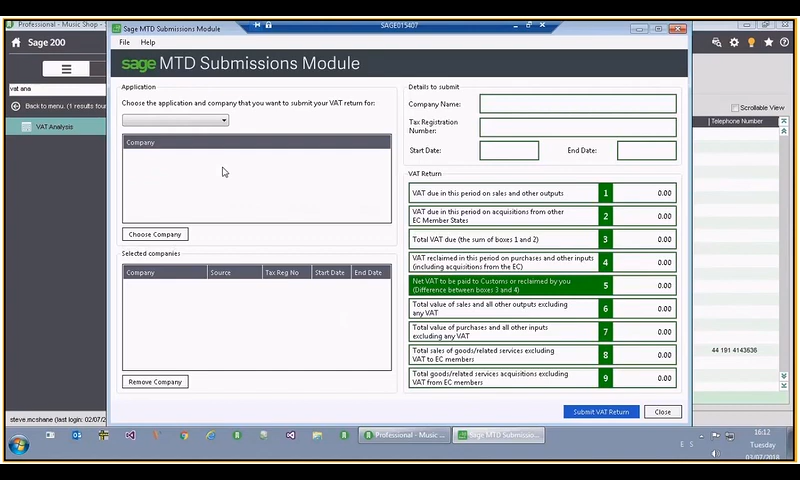 Professional - Music Shop
SAGE015407
Sage MTD Submissions Module
File Help
Sage 200
sage MTD Submissions Module
vat ana
Back to menu. (1 results four
VAT Analysis
Application
Choose the application and company that you want to submit your VAT return for:
Company
Choose Company
Selected companies
Company Source Tax Reg No Start Date End Date
Remove Company
Details to submit
Company Name:
Tax Registration
Number:
Start Date: End Date:
VAT Return
VAT due in this period on sales and other outputs 1 0.00
VAT due in this period on acquisitions from other
EC Member States 2 0.00
Total VAT due (the sum of boxes 1 and 2) 3 0.00
VAT reclaimed in this period on purchases and other inputs
(including acquisitions from the EC) 4 0.00
Net VAT to be paid to Customs or reclaimed by you
(Difference between boxes 3 and 4) 5 0.00
Total value of sales and all other outputs excluding
any VAT 6 0.00
Total value of purchases and all other inputs
excluding any VAT 7 0.00
Total sales of goods/related services excluding
VAT to EC members 8 0.00
Total goods/related services acquisitions excluding
VAT from EC members 9 0.00
Submit VAT Return Close
Scrollable View
Telephone Number
44 191 4143636
steve.mcshane (last login: 02/07/
Professional - Music ...
Sage MTD Submissio...
E S
16:12
Tuesday
03/07/2018